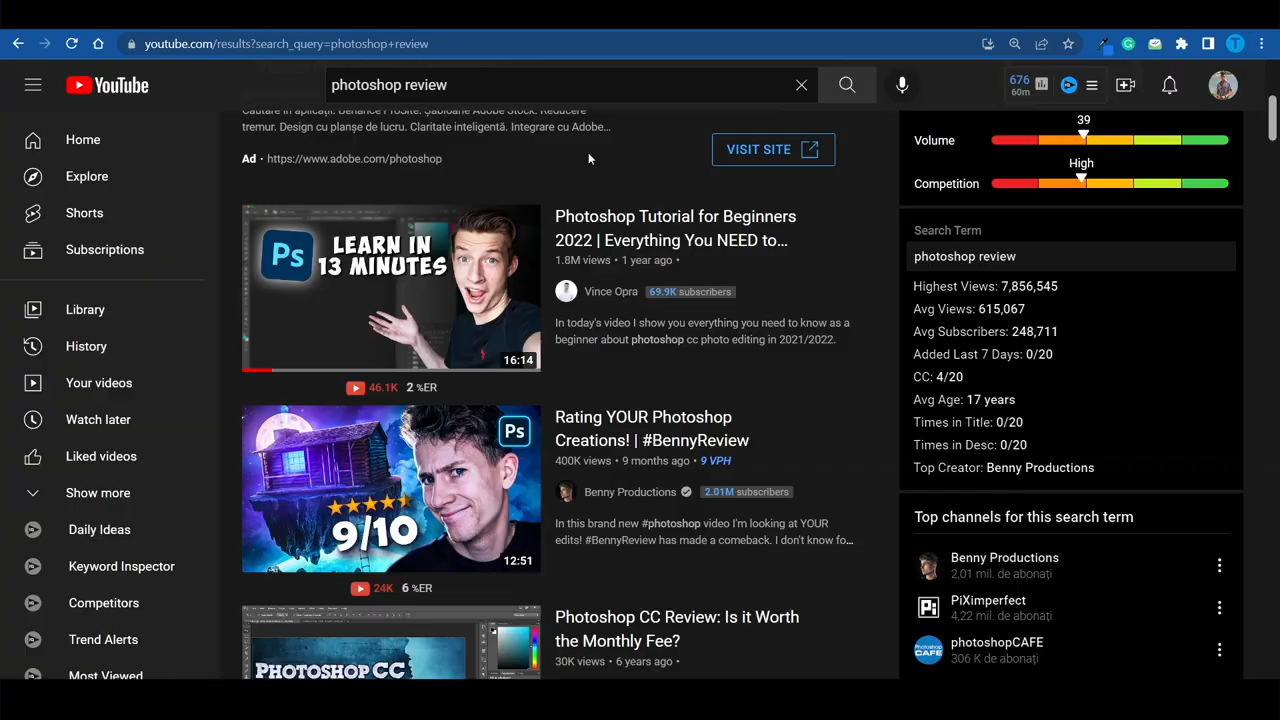 youtube.com/results?search_query=photoshop+review
T
YouTube
photoshop review
676
60m
Home
Explore
Shorts
Subscriptions
Library
History
Your videos
Watch later
Liked videos
Show more
Daily Ideas
Keyword Inspector
Competitors
Trend Alerts
Most Viewed
Căutare în aplicații. Behance Prosite. Șabloane Adobe Stock. Reducere
tremur. Design cu planșe de lucru. Claritate inteligentă. Integrare cu Adobe...
Ad · https://www.adobe.com/photoshop
VISIT SITE
Ps
LEARN IN
13 MINUTES
16:14
46.1K 2 %ER
Photoshop Tutorial for Beginners
2022 | Everything You NEED to...
1.8M views • 1 year ago •
Vince Opra 69.9K subscribers
In today's video I show you everything you need to know as a
beginner about photoshop cc photo editing in 2021/2022.
Ps
9/10
12:51
24K 6 %ER
Rating YOUR Photoshop
Creations! | #BennyReview
400K views • 9 months ago • 9 VPH
Benny Productions 2.01M subscribers
In this brand new #photoshop video I'm looking at YOUR
edits! #BennyReview has made a comeback. I don't know fo...
PHOTOSHOP CC
Photoshop CC Review: Is it Worth
the Monthly Fee?
30K views • 6 years ago •
39
Volume
High
Competition
Search Term
photoshop review
Highest Views: 7,856,545
Avg Views: 615,067
Avg Subscribers: 248,711
Added Last 7 Days: 0/20
CC: 4/20
Avg Age: 17 years
Times in Title: 0/20
Times in Desc: 0/20
Top Creator: Benny Productions
Top channels for this search term
Benny Productions
2,01 mil. de abonați
Pi
PiXimperfect
4,22 mil. de abonați
PHOTOSHOP
CAFE
photoshopCAFE
306 K de abonați